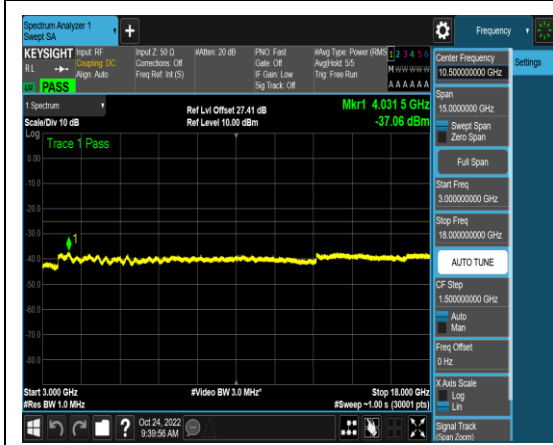 Spectrum Analyzer 1
Swept SA
+
Frequency
KEYSIGHT
RL
PASS
Input: RF
Coupling: DC
Align: Auto
Input Z: 50 Ω
Corrections: Off
Freq Ref: Int (S)
#Atten: 20 dB
PNO: Fast
Gate: Off
IF Gain: Low
Sig Track: Off
#Avg Type: Power (RMS
Avg|Hold: 5/5
Trig: Free Run
1 2 3 4 5 6
M W W W W W
A A A A A A
1 Spectrum
Scale/Div 10 dB
Ref Lvl Offset 27.41 dB
Ref Level 10.00 dBm
Mkr1 4.031 5 GHz
-37.06 dBm
Log
Trace 1 Pass
0.00
-10.0
-20.0
-30.0
-40.0
-50.0
-60.0
-70.0
-80.0
1
Start 3.000 GHz
#Res BW 1.0 MHz
#Video BW 3.0 MHz*
Stop 18.000 GHz
#Sweep ~1.00 s (30001 pts)
Center Frequency
10.500000000 GHz
Settings
Span
15.0000000 GHz
Swept Span
Zero Span
Full Span
Start Freq
3.000000000 GHz
Stop Freq
18.000000000 GHz
AUTO TUNE
CF Step
1.500000000 GHz
Auto
Man
Freq Offset
0 Hz
X Axis Scale
Log
Lin
Signal Track
(Span Zoom)
?
Oct 24, 2022
9:39:56 AM